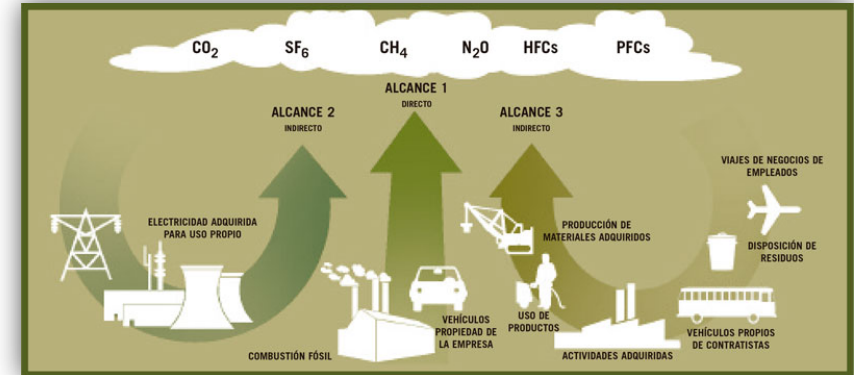 CO₂ SF₆ CH₄ N₂O HFCs PFCs
ALCANCE 1
DIRECTO
ALCANCE 2
INDIRECTO
ALCANCE 3
INDIRECTO
VIAJES DE NEGOCIOS DE
EMPLEADOS
ELECTRICIDAD ADQUIRIDA
PARA USO PROPIO
PRODUCCIÓN DE
MATERIALES ADQUIRIDOS
DISPOSICIÓN DE
RESIDUOS
COMBUSTIÓN FÓSIL
VEHÍCULOS
PROPIEDAD DE
LA EMPRESA
USO DE
PRODUCTOS
ACTIVIDADES ADQUIRIDAS
VEHÍCULOS PROPIOS
DE CONTRATISTAS